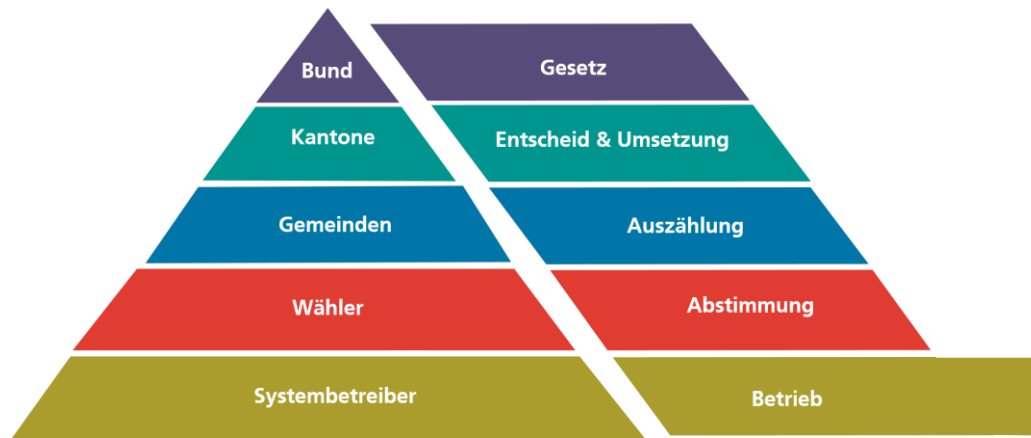 Bund
Gesetz
Kantone
Entscheid & Umsetzung
Gemeinden
Auszählung
Wähler
Abstimmung
Systembetreiber
Betrieb